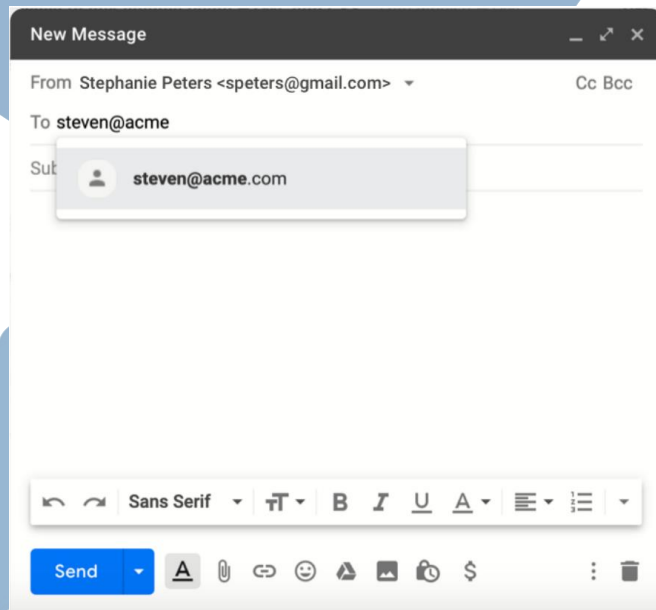 New Message
From Stephanie Peters <speters@gmail.com> Cc Bcc
To steven@acme
Sub
steven@acme.com
Sans Serif
Send